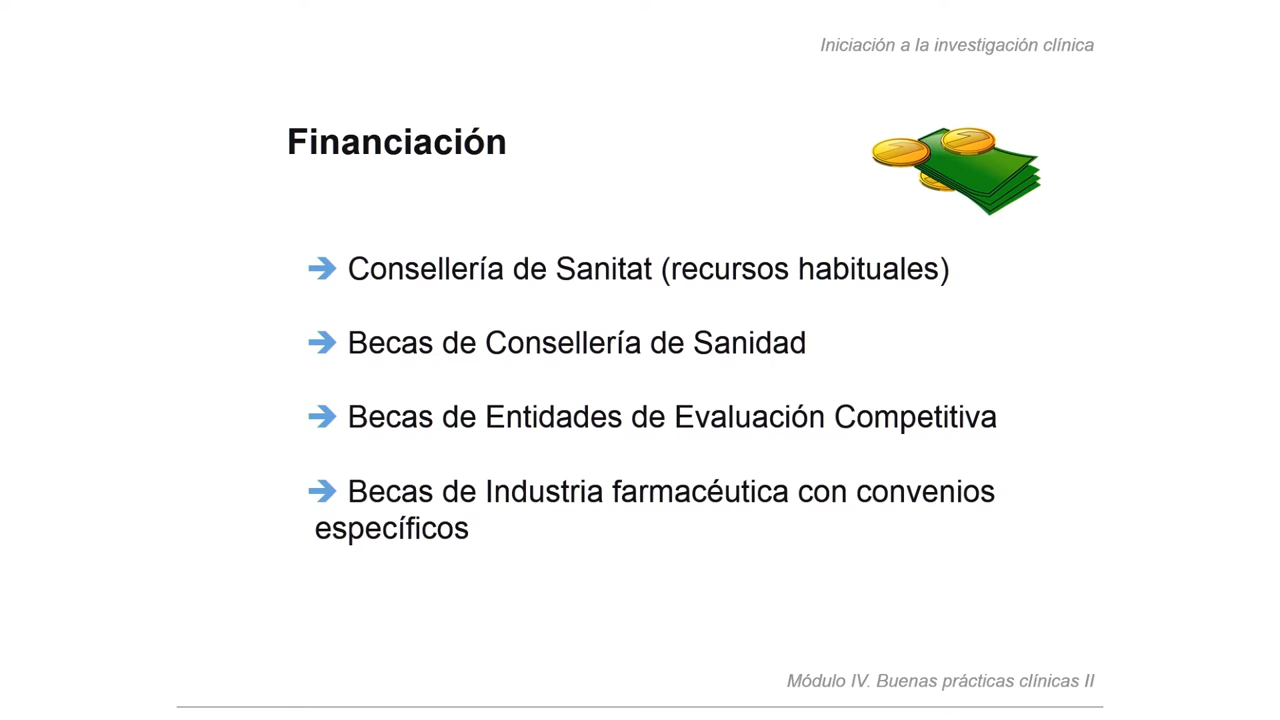 Iniciación a la investigación clínica
Financiación
➔ Consellería de Sanitat (recursos habituales)
➔ Becas de Consellería de Sanidad
➔ Becas de Entidades de Evaluación Competitiva
➔ Becas de Industria farmacéutica con convenios
específicos
Módulo IV. Buenas prácticas clínicas II